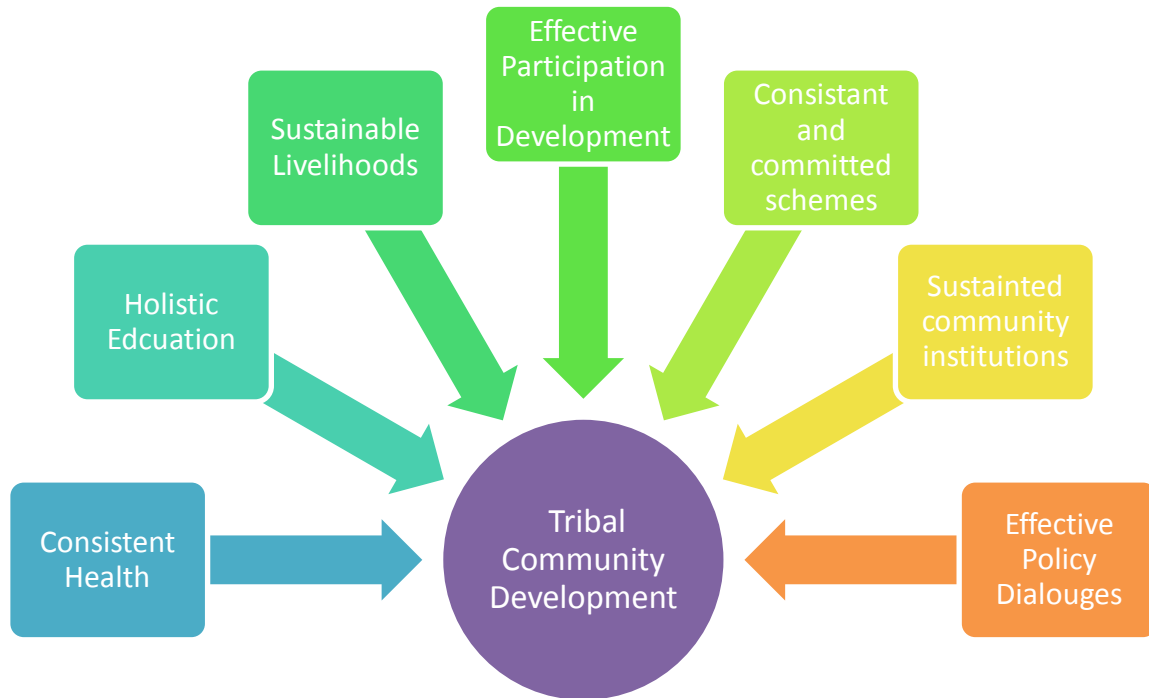 Effective
Participation
in
Development
Sustainable
Livelihoods
Consistant
and
committed
schemes
Holistic
Edcuation
Sustainted
community
institutions
Consistent
Health
Tribal
Community
Development
Effective
Policy
Dialouges